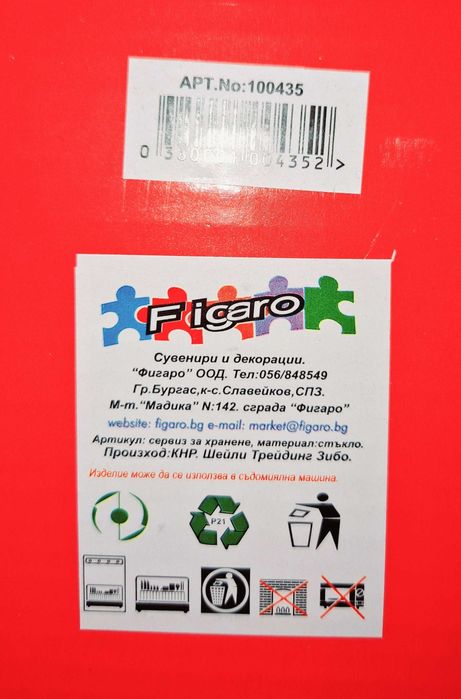 АРТ.No:100435
Figaro
Сувенири и декорации.
“Фигаро” ООД. Тел:056/848549
Гр.Бургас,к-с.Славейков,СПЗ.
М-т.“Мадика” N:142. сграда “Фигаро”
website: figaro.bg e-mail: market@figaro.bg
Артикул: сервиз за хранене, материал:стъкло.
Произход:КНР. Шейли Трейдинг Зибо.
Изделие може да се използва в съдомиялна машина.
P21